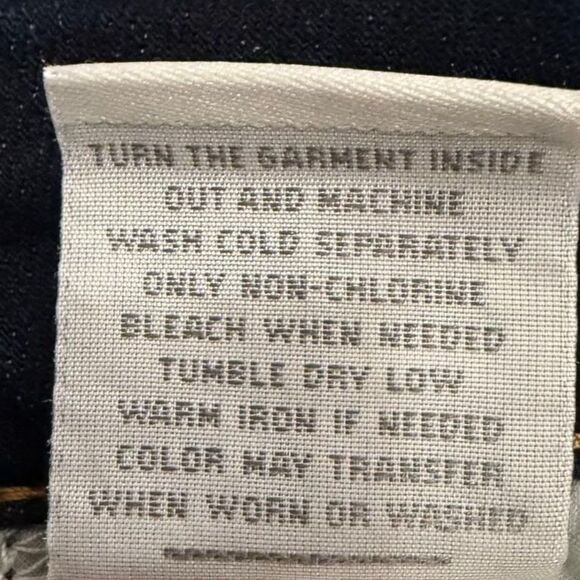 TURN THE GARMENT INSIDE
OUT AND MACHINE
WASH COLD SEPARATELY
ONLY NON-CHLORINE
BLEACH WHEN NEEDED
TUMBLE DRY LOW
WARM IRON IF NEEDED
COLOR MAY TRANSFER
WHEN WORN OR WASHED